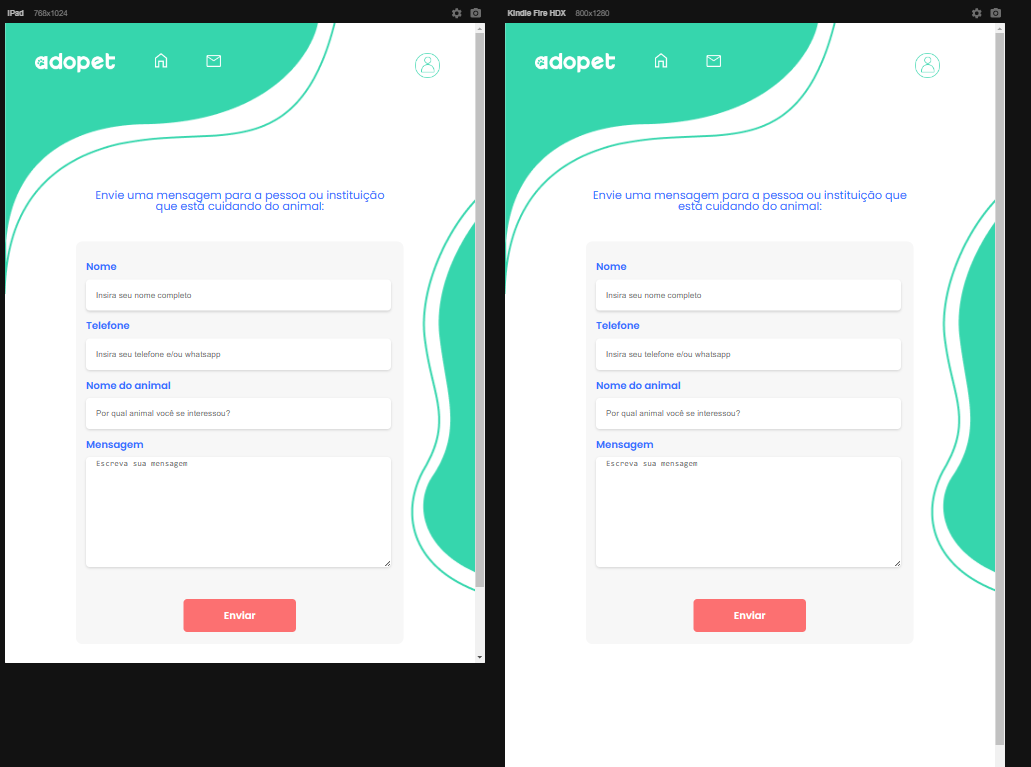 iPad 768x1024
adopet
Envie uma mensagem para a pessoa ou instituição
que está cuidando do animal:
Nome
Insira seu nome completo
Telefone
Insira seu telefone e/ou whatsapp
Nome do animal
Por qual animal você se interessou?
Mensagem
Escreva sua mensagem
Enviar
Kindle Fire HDX 800x1280
adopet
Envie uma mensagem para a pessoa ou instituição que
está cuidando do animal:
Nome
Insira seu nome completo
Telefone
Insira seu telefone e/ou whatsapp
Nome do animal
Por qual animal você se interessou?
Mensagem
Escreva sua mensagem
Enviar